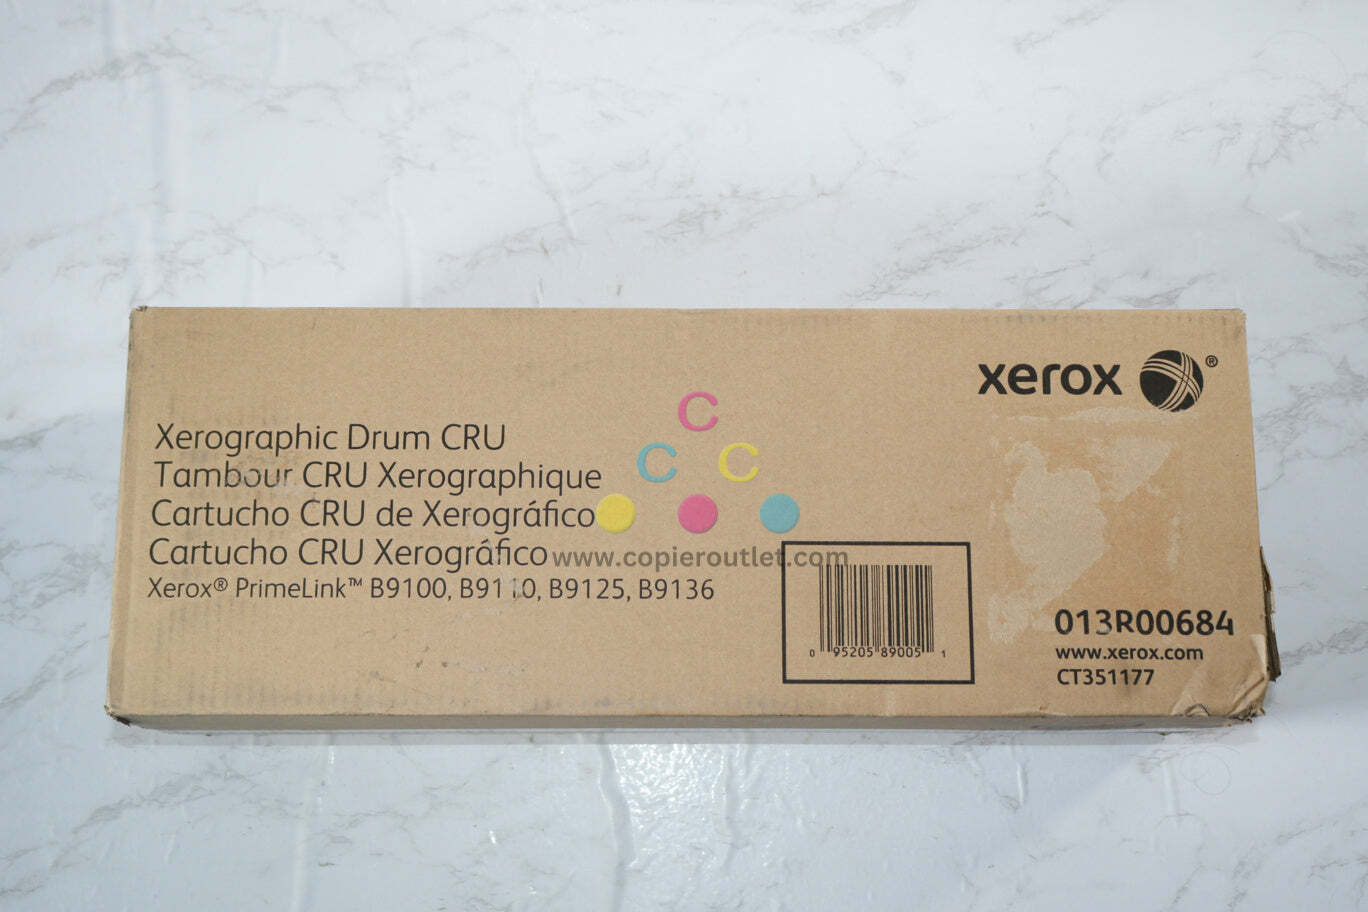 xerox ®
Xerographic Drum CRU
Tambour CRU Xerographique
Cartucho CRU de Xerográfico
Cartucho CRU Xerográfico
Xerox® PrimeLink™ B9100, B9110, B9125, B9136
C
C C
www.copieroutlet.com
0 95205 89005 1
013R00684
www.xerox.com
CT351177